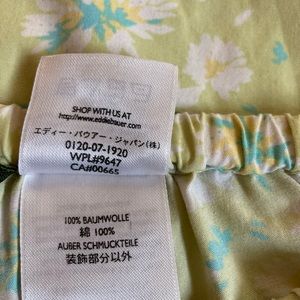 SHOP WITH US AT
http://www.eddiebauer.com
エディー・バウアー・ジャパン(株)
0120-07-1920
WPL#9647
CA#00665
100% BAUMWOLLE
綿 100%
AUßER SCHMUCKTEILE
装飾部分以外